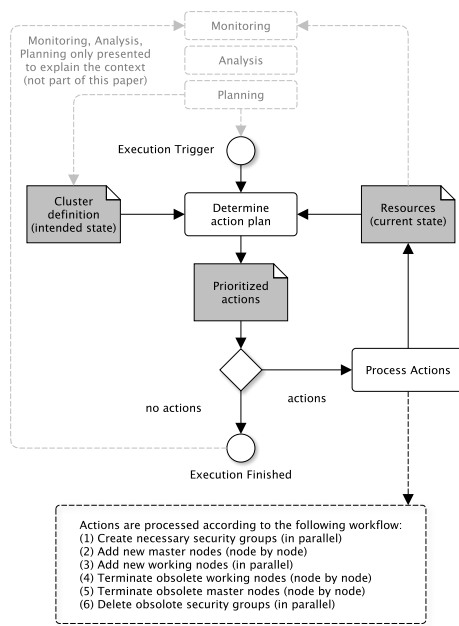 Monitoring
Monitoring, Analysis,
Planning only presented
to explain the context
(not part of this paper)
Analysis
Planning
Execution Trigger
Cluster
definition
(intended state)
Determine
action plan
Resources
(current state)
Prioritized
actions
Process Actions
no actions
actions
Execution Finished
Actions are processed according to the following workflow:
(1) Create necessary security groups (in parallel)
(2) Add new master nodes (node by node)
(3) Add new working nodes (in parallel)
(4) Terminate obsolete working nodes (node by node)
(5) Terminate obsolete master nodes (node by node)
(6) Delete obsolote security groups (in parallel)